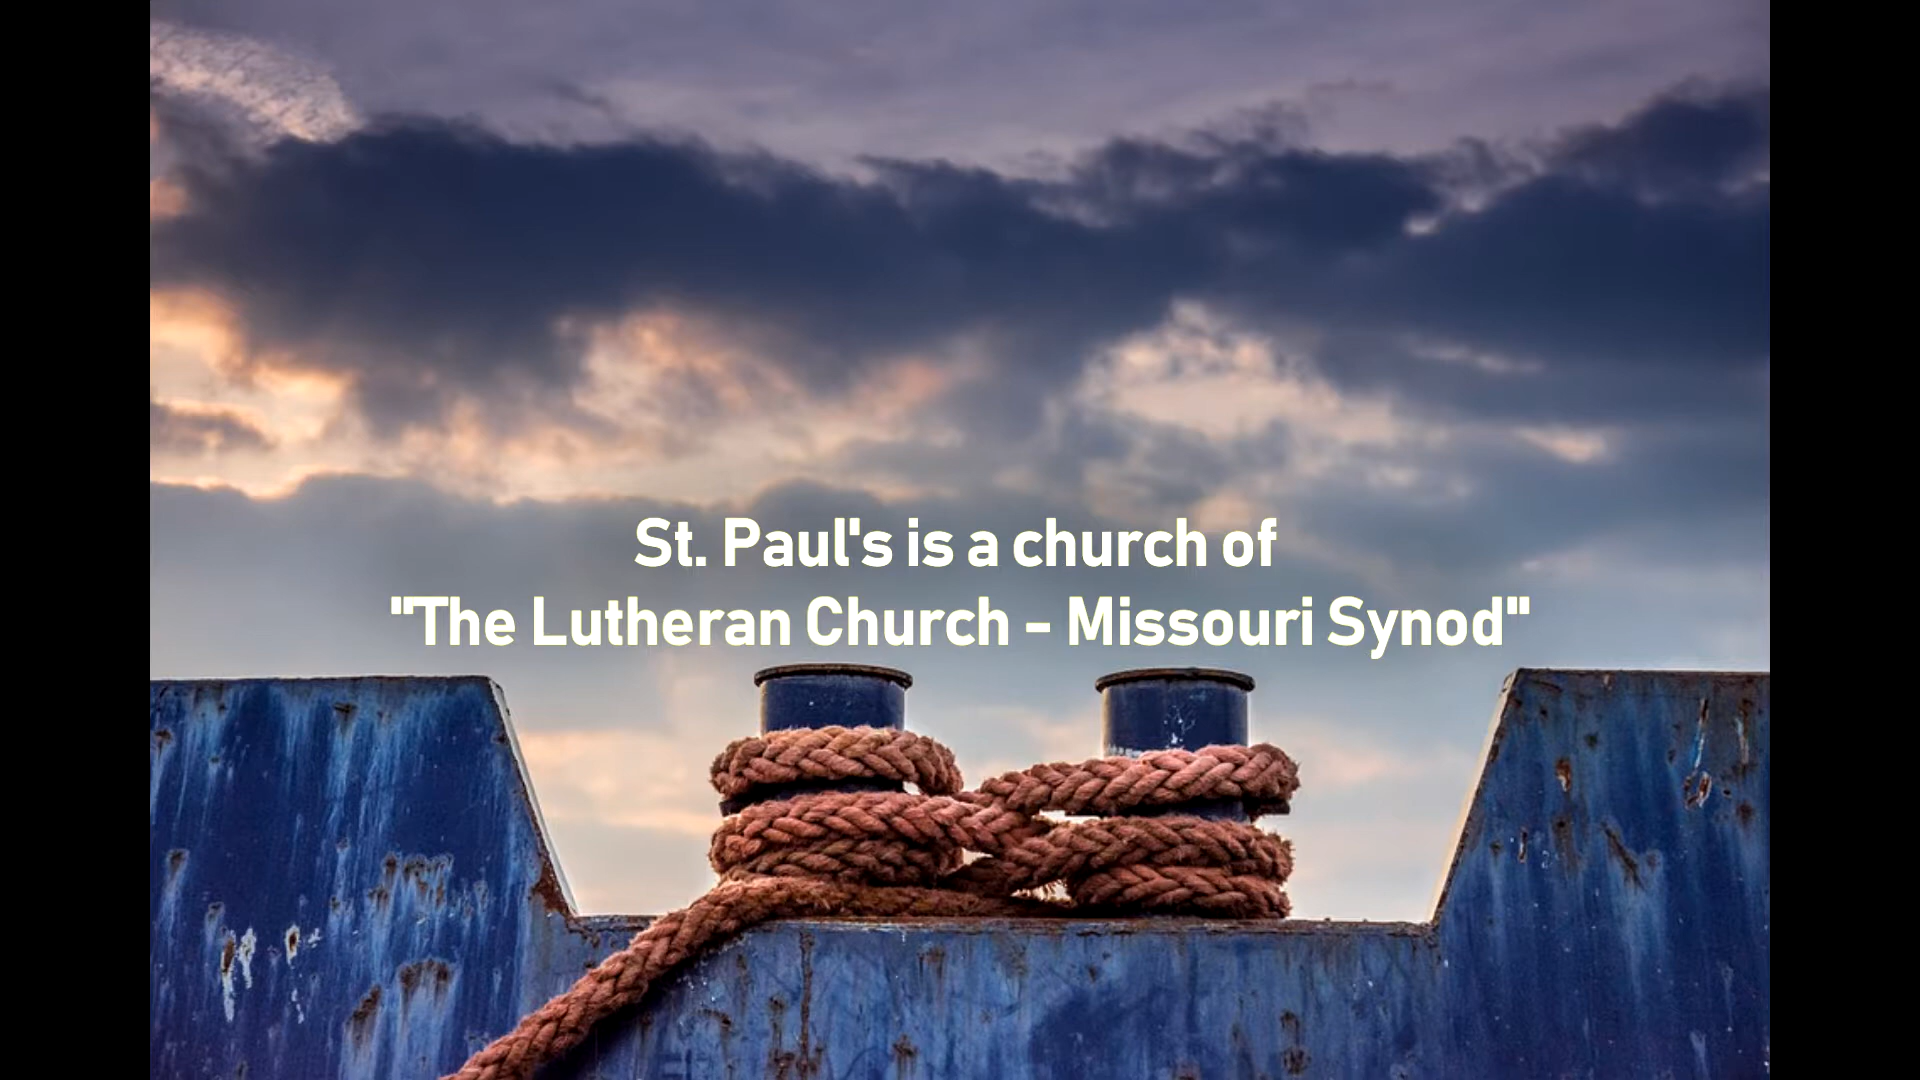 St. Paul's is a church of
"The Lutheran Church - Missouri Synod"